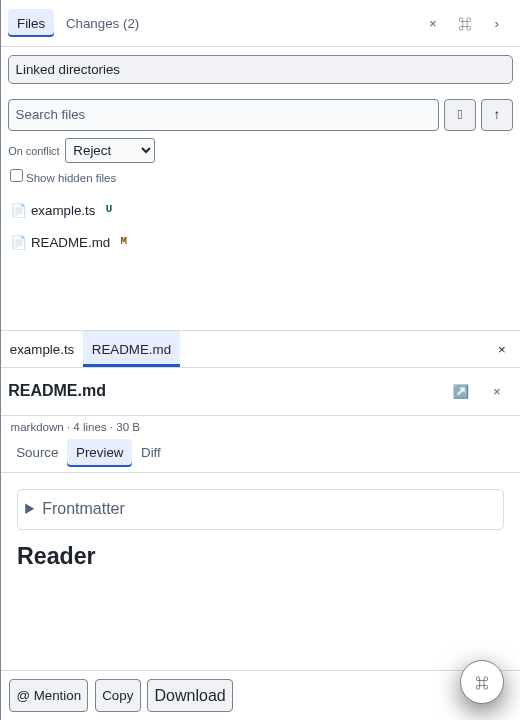 Files Changes (2) × ⌘ ›
Linked directories
Search files ↑
On conflict Reject
Show hidden files
example.ts U
README.md M
example.ts README.md ×
README.md ×
markdown · 4 lines · 30 B
Source Preview Diff
Frontmatter
Reader
@ Mention Copy Download ⌘